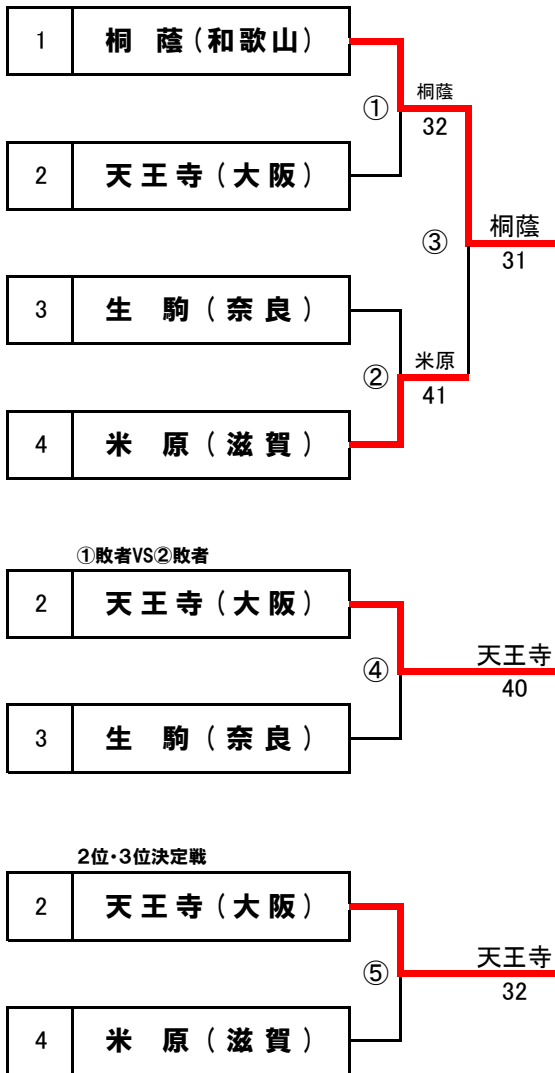 1 桐 蔭(和歌山)
① 桐蔭
32
2 天王寺(大阪)
③ 桐蔭
31
3 生 駒(奈良)
② 米原
41
4 米 原(滋賀)
①敗者VS②敗者
2 天王寺(大阪)
④ 天王寺
40
3 生 駒(奈良)
2位・3位決定戦
2 天王寺(大阪)
⑤ 天王寺
32
4 米 原(滋賀)